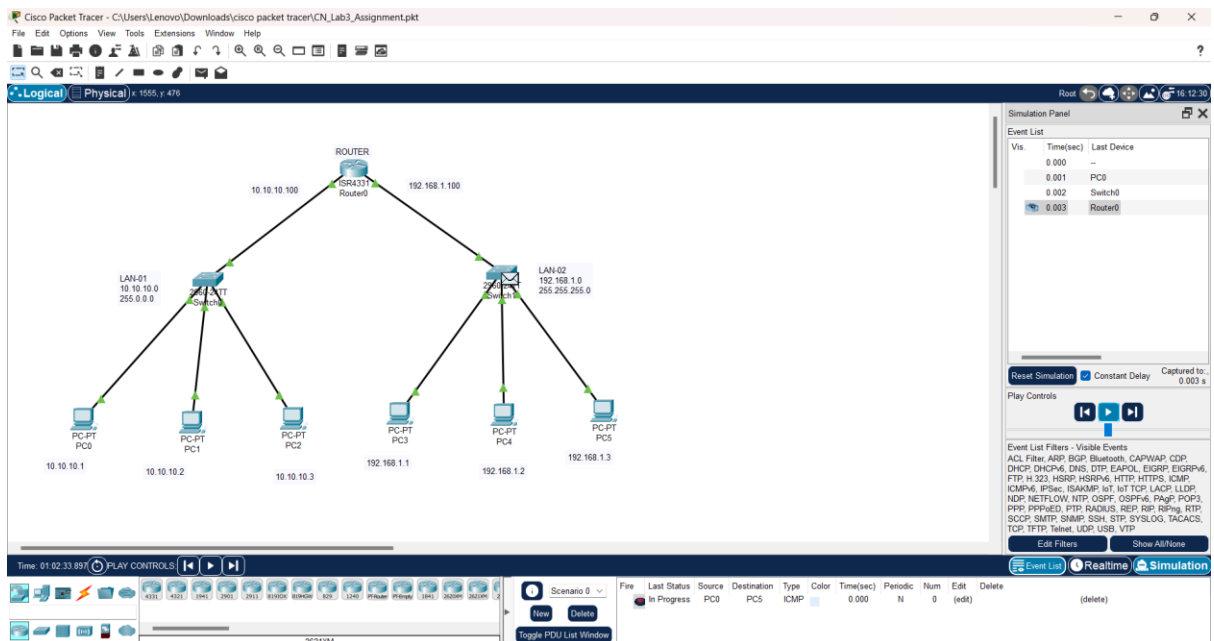 Cisco Packet Tracer - C:\Users\Lenovo\Downloads\cisco packet tracer\CN_Lab3_Assignment.pkt
File Edit Options View Tools Extensions Window Help
Logical Physical x: 1555, y: 476 Root 16:12:30
Simulation Panel
Event List
Vis. Time(sec) Last Device
0.000 --
0.001 PC0
0.002 Switch0
0.003 Router0
ROUTER
ISR4331
Router0
10.10.10.100
192.168.1.100
LAN-01
10.10.10.0
255.0.0.0
2960-24TT
Switch0
LAN-02
192.168.1.0
255.255.255.0
Switch1
PC-PT
PC0
PC-PT
PC1
PC-PT
PC2
PC-PT
PC3
PC-PT
PC4
PC-PT
PC5
10.10.10.1
10.10.10.2
10.10.10.3
192.168.1.1
192.168.1.2
192.168.1.3
Reset Simulation Constant Delay Captured to:
0.003 s
Play Controls
Event List Filters - Visible Events
ACL Filter, ARP, BGP, Bluetooth, CAPWAP, CDP,
DHCP, DHCPv6, DNS, DTP, EAPOL, EIGRP, EIGRPv6,
FTP, H.323, HSRP, HSRPv6, HTTP, HTTPS, ICMP,
ICMPv6, IPSec, ISAKMP, IoT, IoT TCP, LACP, LLDP,
NDP, NETFLOW, NTP, OSPF, OSPFv6, PAgP, POP3,
PPP, PPPoED, PTP, RADIUS, REP, RIP, RIPng, RTP,
SCCP, SMTP, SNMP, SSH, STP, SYSLOG, TACACS,
TCP, TFTP, Telnet, UDP, USB, VTP
Edit Filters Show All/None
Time: 01:02:33.897 PLAY CONTROLS: Event List Realtime Simulation
4331 4321 1941 2901 2911 819IOX 819HGW 829 1240 PT-Router PT-Empty 1841 2620XM 2621XM
Scenario 0
New Delete
Toggle PDU List Window
Fire Last Status Source Destination Type Color Time(sec) Periodic Num Edit Delete
In Progress PC0 PC5 ICMP 0.000 N 0 (edit) (delete)